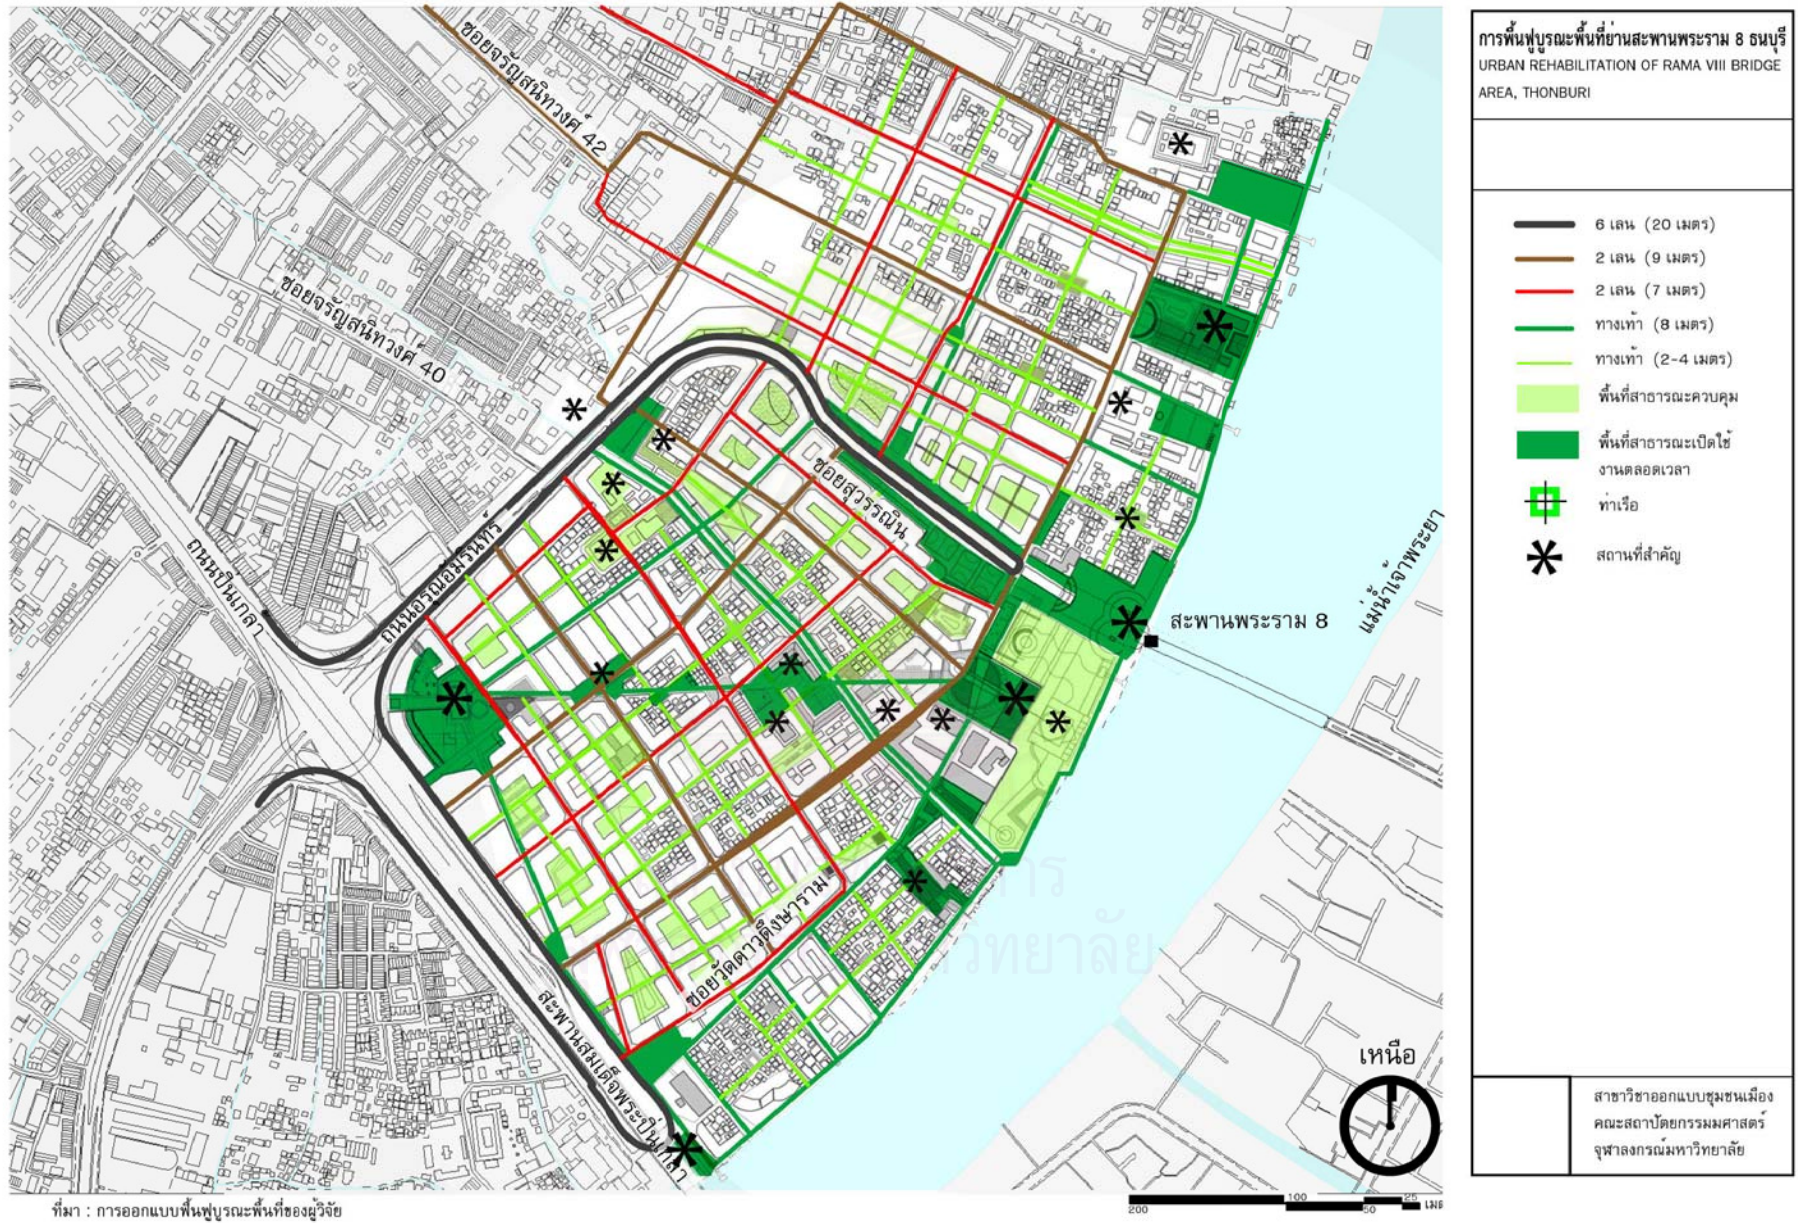 การพื้นฟูบูรณะพื้นที่ย่านสะพานพระราม 8 ธนบุรี
URBAN REHABILITATION OF RAMA VIII BRIDGE
AREA, THONBURI
6 เลน (20 เมตร)
2 เลน (9 เมตร)
2 เลน (7 เมตร)
ทางเท้า (8 เมตร)
ทางเท้า (2-4 เมตร)
พื้นที่สาธารณะควบคุม
พื้นที่สาธารณะเปิดใช้
งานตลอดเวลา
ท่าเรือ
สถานที่สำคัญ
สาขาวิชาออกแบบชุมชนเมือง
คณะสถาปัตยกรรมมศาสตร์
จุฬาลงกรณ์มหาวิทยาลัย
ซอยจรัญสนิทวงศ์ 42
ซอยจรัญสนิทวงศ์ 40
ซอยสุวรรณิน
ถนนอรุณอัมรินทร์
ถนนปิ่นเกลา
สะพานพระราม 8
แม่น้ำเจ้าพระยา
ซอยวัดดาวดึงษาราม
สะพานสมเด็จพระปิ่นเกลา
การ
วิทยาลัย
เหนือ
200 100 50 25
ที่มา : การออกแบบพื้นฟูบูรณะพื้นที่ของผู้วิจัย